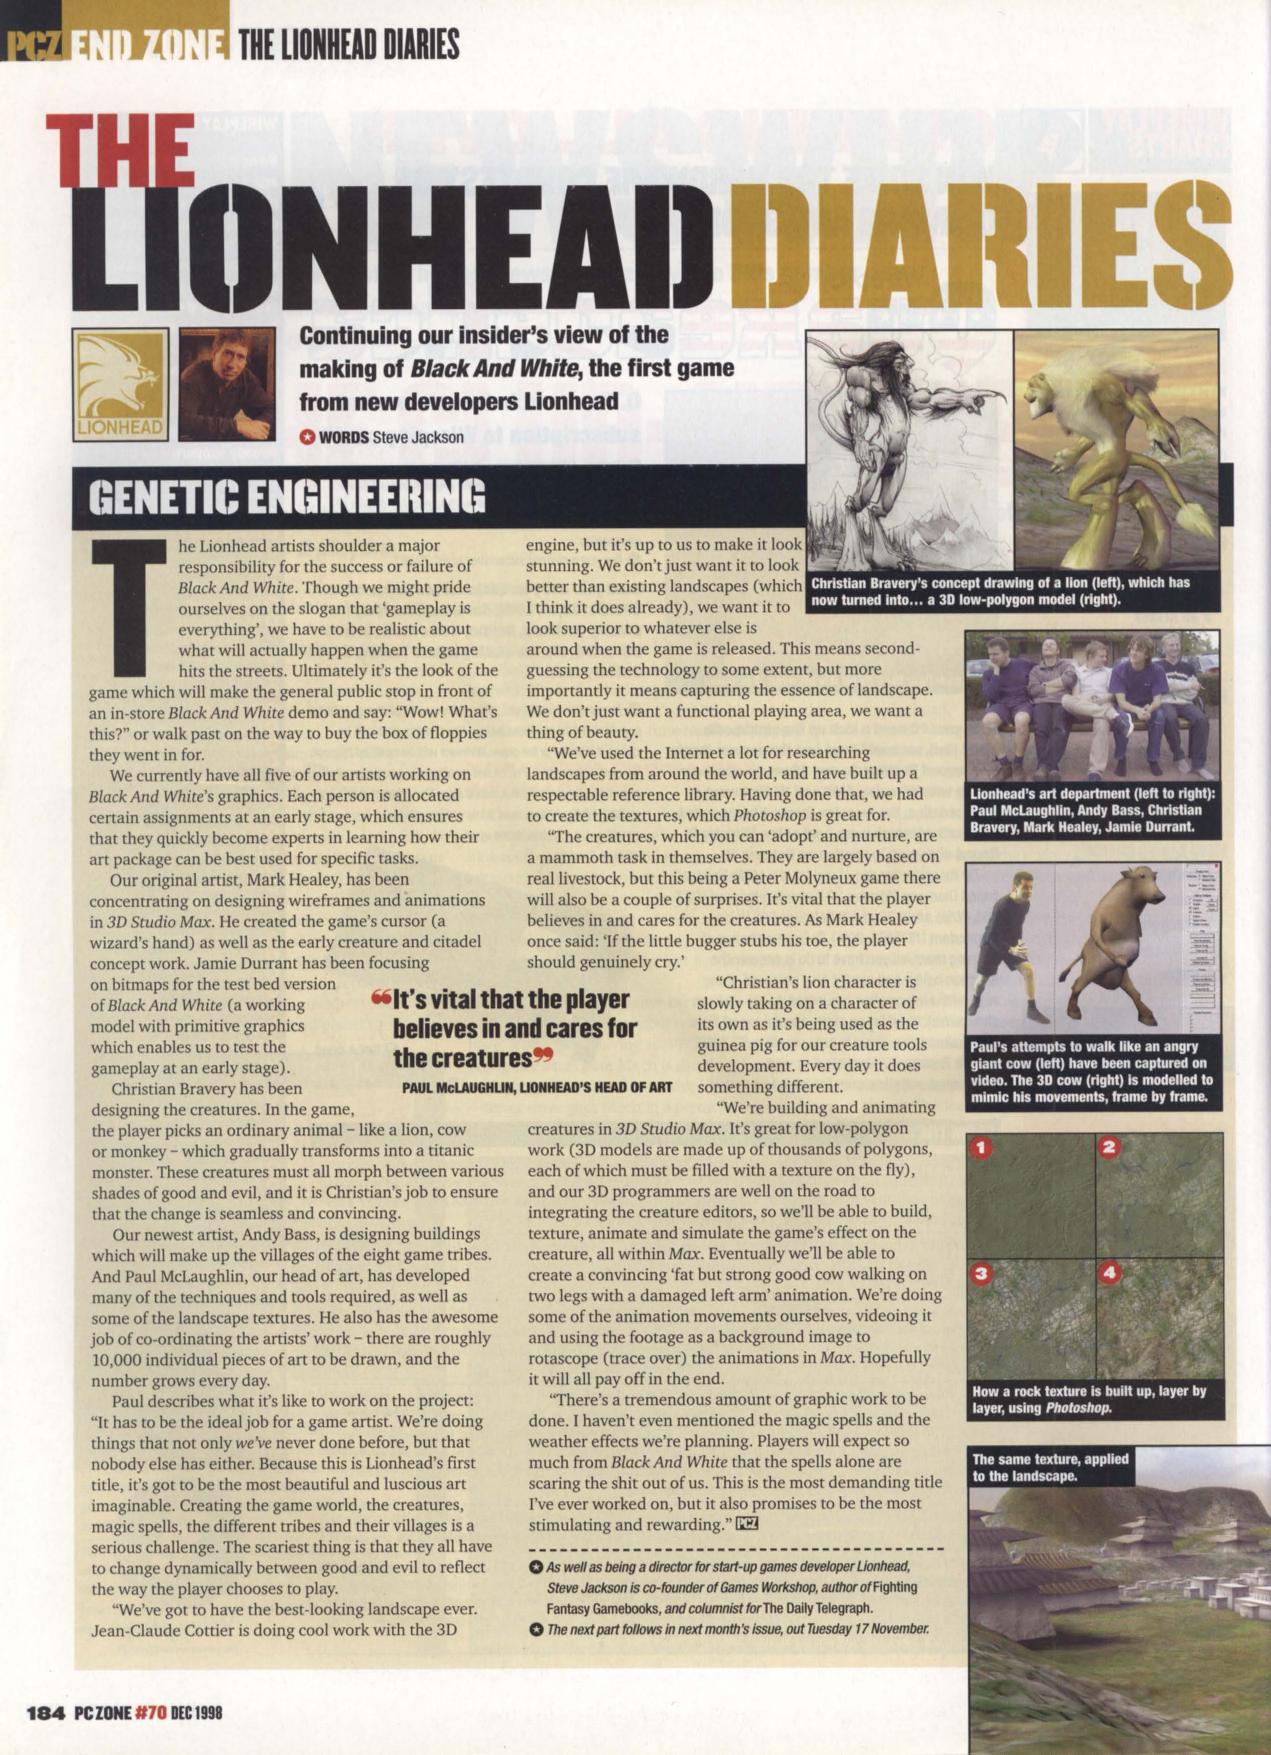 PCZ END ZONE THE LIONHEAD DIARIES
THE
LIONHEAD DIARIES
LIONHEAD
Continuing our insider's view of the
making of Black And White, the first game
from new developers Lionhead
WORDS Steve Jackson
GENETIC ENGINEERING
The Lionhead artists shoulder a major
responsibility for the success or failure of
Black And White. Though we might pride
ourselves on the slogan that 'gameplay is
everything', we have to be realistic about
what will actually happen when the game
hits the streets. Ultimately it's the look of the
game which will make the general public stop in front of
an in-store Black And White demo and say: “Wow! What's
this?” or walk past on the way to buy the box of floppies
they went in for.
We currently have all five of our artists working on
Black And White's graphics. Each person is allocated
certain assignments at an early stage, which ensures
that they quickly become experts in learning how their
art package can be best used for specific tasks.
Our original artist, Mark Healey, has been
concentrating on designing wireframes and animations
in 3D Studio Max. He created the game's cursor (a
wizard's hand) as well as the early creature and citadel
concept work. Jamie Durrant has been focusing
on bitmaps for the test bed version
of Black And White (a working
model with primitive graphics
which enables us to test the
gameplay at an early stage).
Christian Bravery has been
designing the creatures. In the game,
the player picks an ordinary animal – like a lion, cow
or monkey – which gradually transforms into a titanic
monster. These creatures must all morph between various
shades of good and evil, and it is Christian's job to ensure
that the change is seamless and convincing.
Our newest artist, Andy Bass, is designing buildings
which will make up the villages of the eight game tribes.
And Paul McLaughlin, our head of art, has developed
many of the techniques and tools required, as well as
some of the landscape textures. He also has the awesome
job of co-ordinating the artists' work – there are roughly
10,000 individual pieces of art to be drawn, and the
number grows every day.
Paul describes what it's like to work on the project:
“It has to be the ideal job for a game artist. We're doing
things that not only we've never done before, but that
nobody else has either. Because this is Lionhead's first
title, it's got to be the most beautiful and luscious art
imaginable. Creating the game world, the creatures,
magic spells, the different tribes and their villages is a
serious challenge. The scariest thing is that they all have
to change dynamically between good and evil to reflect
the way the player chooses to play.
“We've got to have the best-looking landscape ever.
Jean-Claude Cottier is doing cool work with the 3D
engine, but it's up to us to make it look
stunning. We don't just want it to look
better than existing landscapes (which
I think it does already), we want it to
look superior to whatever else is
around when the game is released. This means second-
guessing the technology to some extent, but more
importantly it means capturing the essence of landscape.
We don't just want a functional playing area, we want a
thing of beauty.
“We've used the Internet a lot for researching
landscapes from around the world, and have built up a
respectable reference library. Having done that, we had
to create the textures, which Photoshop is great for.
“The creatures, which you can 'adopt' and nurture, are
a mammoth task in themselves. They are largely based on
real livestock, but this being a Peter Molyneux game there
will also be a couple of surprises. It's vital that the player
believes in and cares for the creatures. As Mark Healey
once said: 'If the little bugger stubs his toe, the player
should genuinely cry.'
“Christian's lion character is
slowly taking on a character of
its own as it's being used as the
guinea pig for our creature tools
development. Every day it does
something different.
“We're building and animating
creatures in 3D Studio Max. It's great for low-polygon
work (3D models are made up of thousands of polygons,
each of which must be filled with a texture on the fly),
and our 3D programmers are well on the road to
integrating the creature editors, so we'll be able to build,
texture, animate and simulate the game's effect on the
creature, all within Max. Eventually we'll be able to
create a convincing 'fat but strong good cow walking on
two legs with a damaged left arm' animation. We're doing
some of the animation movements ourselves, videoing it
and using the footage as a background image to
rotascope (trace over) the animations in Max. Hopefully
it will all pay off in the end.
“There's a tremendous amount of graphic work to be
done. I haven't even mentioned the magic spells and the
weather effects we're planning. Players will expect so
much from Black And White that the spells alone are
scaring the shit out of us. This is the most demanding title
I've ever worked on, but it also promises to be the most
stimulating and rewarding.” PCZ
“It's vital that the player
believes in and cares for
the creatures”
PAUL McLAUGHLIN, LIONHEAD'S HEAD OF ART
As well as being a director for start-up games developer Lionhead,
Steve Jackson is co-founder of Games Workshop, author of Fighting
Fantasy Gamebooks, and columnist for The Daily Telegraph.
The next part follows in next month's issue, out Tuesday 17 November.
Christian Bravery's concept drawing of a lion (left), which has
now turned into... a 3D low-polygon model (right).
Lionhead's art department (left to right):
Paul McLaughlin, Andy Bass, Christian
Bravery, Mark Healey, Jamie Durrant.
Paul's attempts to walk like an angry
giant cow (left) have been captured on
video. The 3D cow (right) is modelled to
mimic his movements, frame by frame.
1
2
3
4
How a rock texture is built up, layer by
layer, using Photoshop.
The same texture, applied
to the landscape.
184 PC ZONE #70 DEC 1998